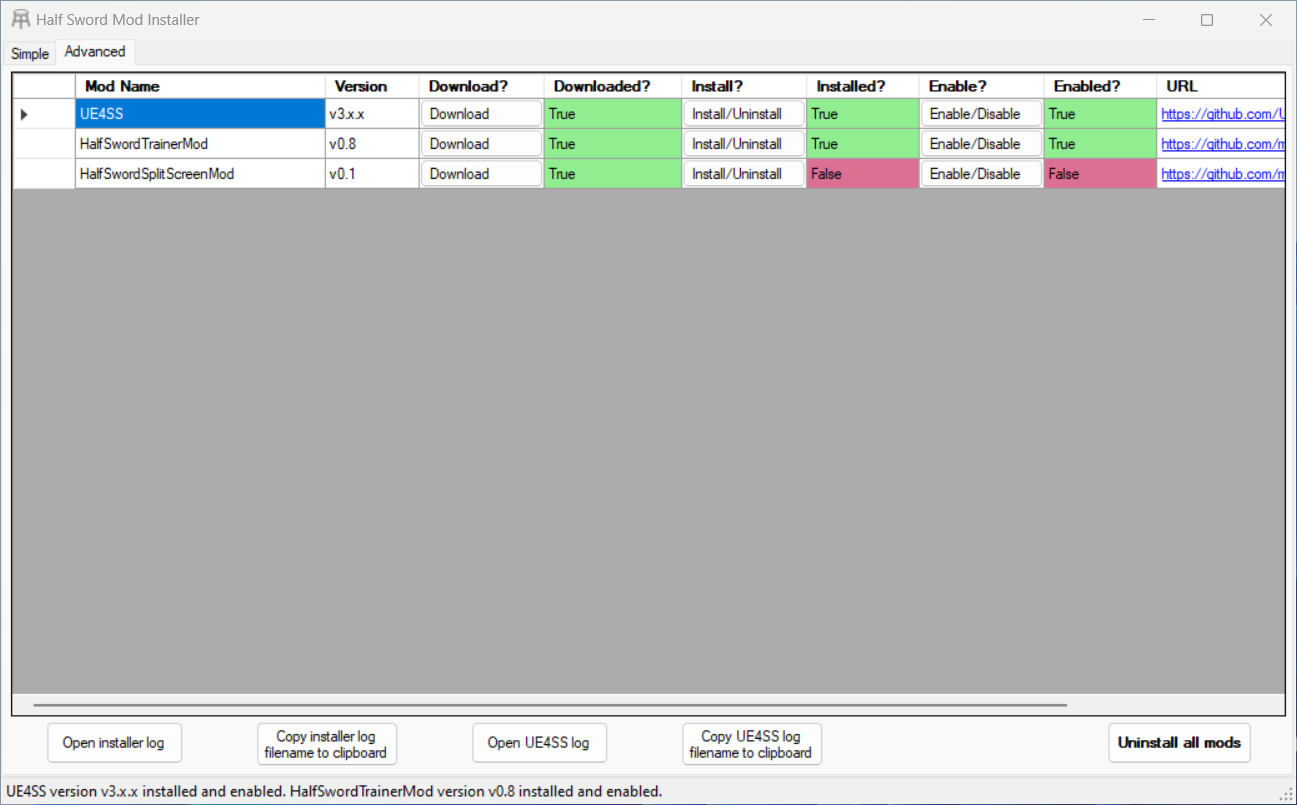 Half Sword Mod Installer
Simple Advanced
Mod Name Version Download? Downloaded? Install? Installed? Enable? Enabled? URL
UE4SS v3.x.x Download True Install/Uninstall True Enable/Disable True https://github.com/U
HalfSwordTrainerMod v0.8 Download True Install/Uninstall True Enable/Disable True https://github.com/m
HalfSwordSplitScreenMod v0.1 Download True Install/Uninstall False Enable/Disable False https://github.com/m
Open installer log
Copy installer log
filename to clipboard
Open UE4SS log
Copy UE4SS log
filename to clipboard
Uninstall all mods
UE4SS version v3.x.x installed and enabled. HalfSwordTrainerMod version v0.8 installed and enabled.